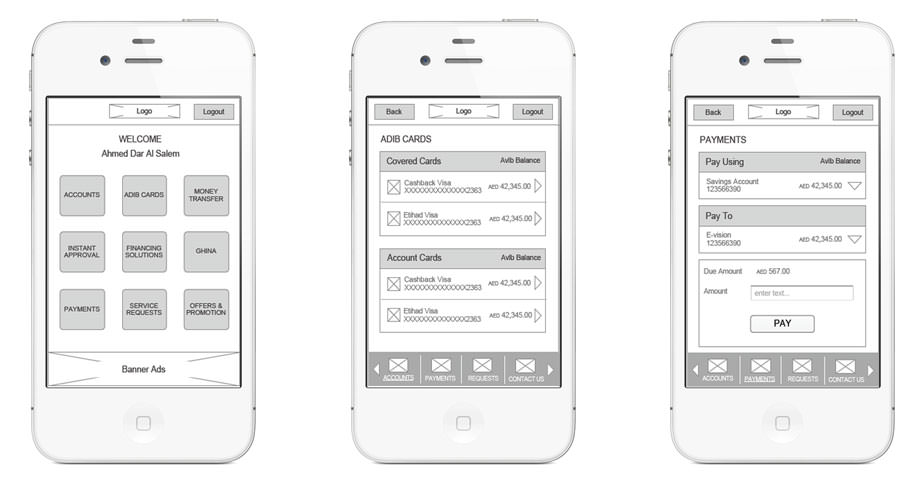 Logo
Logout
WELCOME
Ahmed Dar Al Salem
ACCOUNTS
ADIB CARDS
MONEY
TRANSFER
INSTANT
APPROVAL
FINANCING
SOLUTIONS
GHINA
PAYMENTS
SERVICE
REQUESTS
OFFERS &
PROMOTION
Banner Ads
Back
Logo
Logout
ADIB CARDS
Covered Cards Avlb Balance
Cashback Visa
XXXXXXXXXXXXXX2363 AED 42,345.00
Etihad Visa
XXXXXXXXXXXXXX2363 AED 42,345.00
Account Cards Avlb Balance
Cashback Visa
XXXXXXXXXXXXXX2363 AED 42,345.00
Etihad Visa
XXXXXXXXXXXXXX2363 AED 42,345.00
ACCOUNTS PAYMENTS REQUESTS CONTACT US
Back
Logo
Logout
PAYMENTS
Pay Using Avlb Balance
Savings Account
123566390 AED 42,345.00
Pay To
E-vision
123566390 AED 42,345.00
Due Amount AED 567.00
Amount enter text...
PAY
ACCOUNTS PAYMENTS REQUESTS CONTACT US